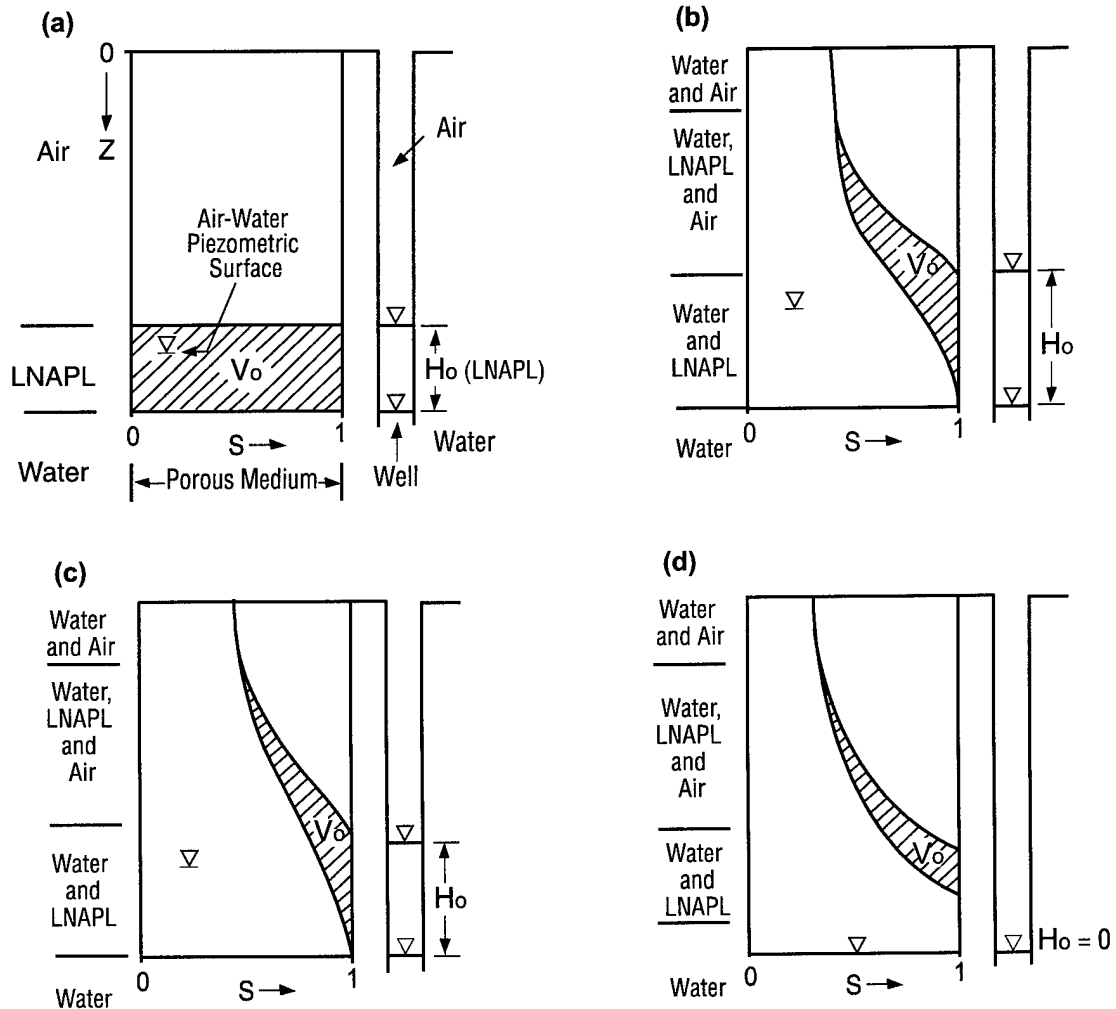 (a)
0
Z
Air
Air
Air-Water
Piezometric
Surface
LNAPL
Vo
Ho (LNAPL)
0
S
1
Water
Water
Porous Medium
Well
(b)
Water
and Air
Water,
LNAPL
and
Air
Vo
Water
and
LNAPL
Ho
0
S
1
Water
(c)
Water
and Air
Water,
LNAPL
and
Air
Vo
Water
and
LNAPL
Ho
0
S
1
Water
(d)
Water
and Air
Water,
LNAPL
and
Air
Vo
Water
and
LNAPL
Ho = 0
0
S
1
Water